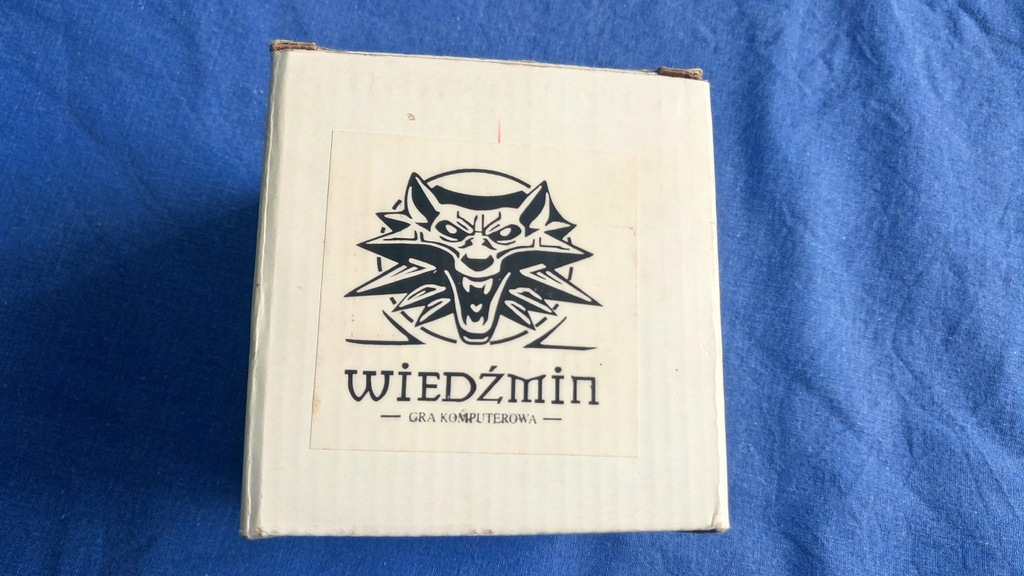 WIEDŹMIN
GRA KOMPUTEROWA